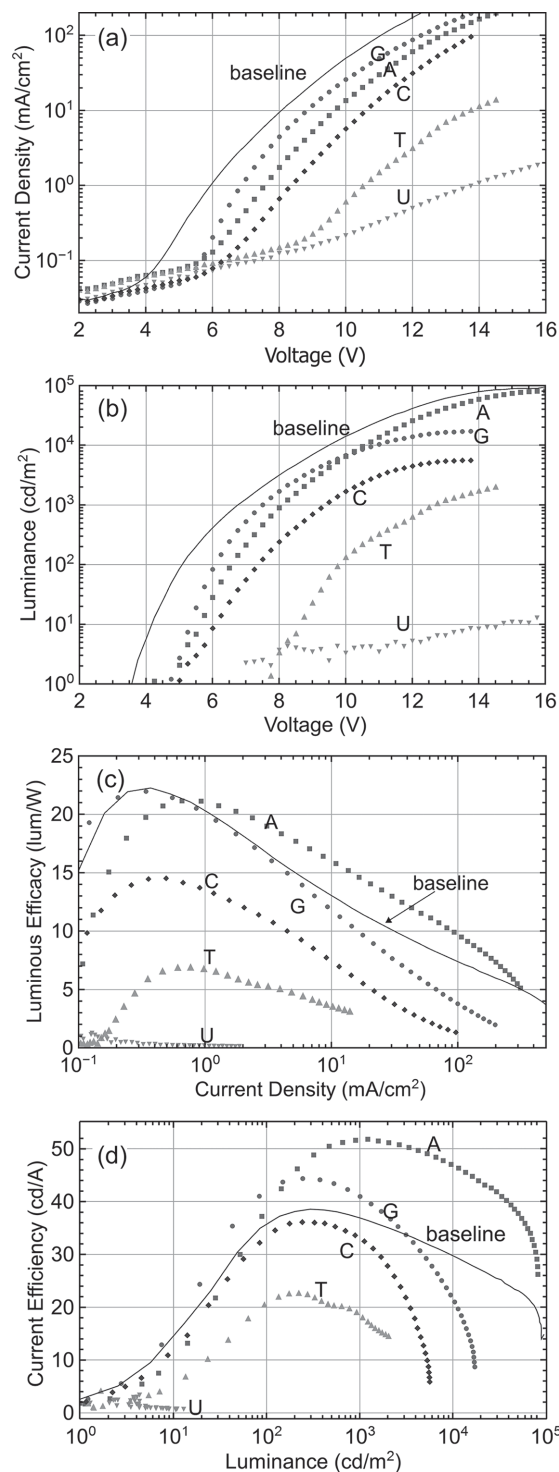 (a)
10²
10¹
10⁰
10⁻¹
Current Density (mA/cm²)
baseline
G
A
C
T
U
2 4 6 8 10 12 14 16
Voltage (V)
(b)
10⁵
10⁴
10³
10²
10¹
10⁰
Luminance (cd/m²)
baseline
A
G
C
T
U
2 4 6 8 10 12 14 16
Voltage (V)
(c)
25
20
15
10
5
0
Luminous Efficacy (lum/W)
A
C
G
baseline
T
U
10⁻¹ 10⁰ 10¹ 10²
Current Density (mA/cm²)
(d)
50
40
30
20
10
0
Current Efficiency (cd/A)
A
G
baseline
C
T
U
10⁰ 10¹ 10² 10³ 10⁴ 10⁵
Luminance (cd/m²)